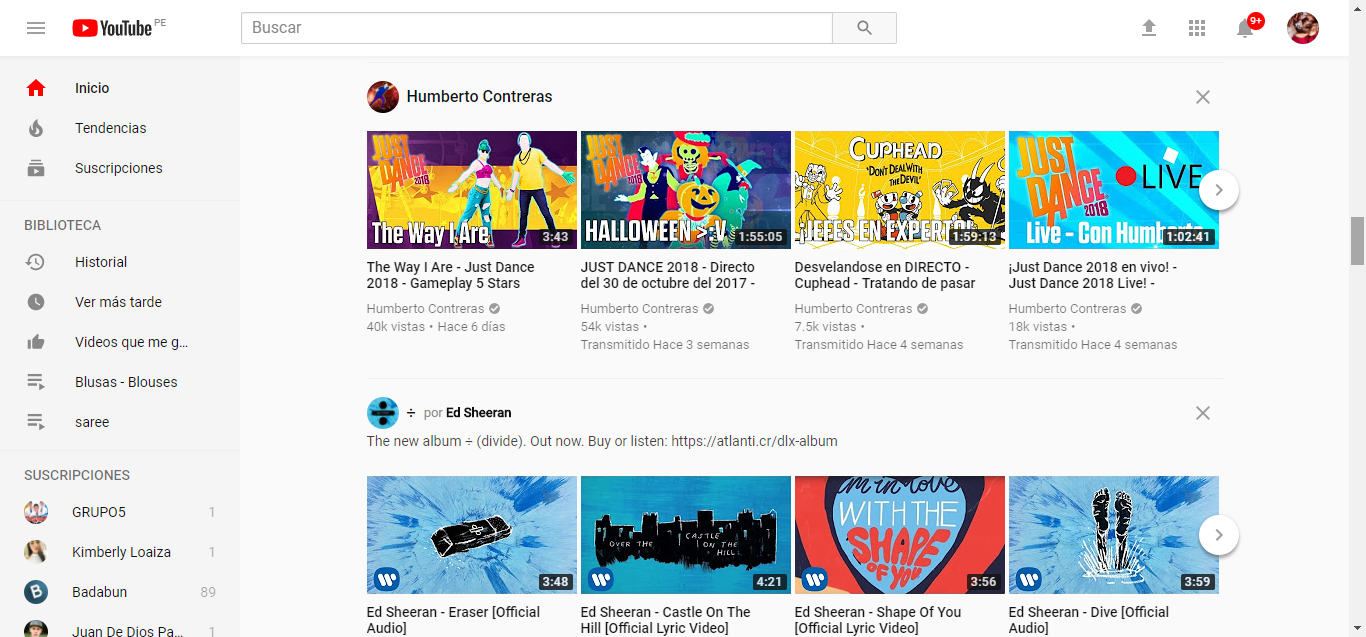 YouTube PE
Buscar
9+
Inicio
Tendencias
Suscripciones
BIBLIOTECA
Historial
Ver más tarde
Videos que me g...
Blusas - Blouses
saree
SUSCRIPCIONES
GRUPO5 1
Kimberly Loaiza 1
Badabun 89
Juan De Dios Pa... 1
Humberto Contreras
JUST DANCE 2018
The Way I Are
3:43
JUST DANCE 2018
HALLOWEEN >:V
1:55:05
CUPHEAD
'DON'T DEAL WITH THE DEVIL'
¡JEFES EN EXPERTO!
1:59:13
JUST DANCE 2018
LIVE
Live - Con Humberto
1:02:41
The Way I Are - Just Dance
2018 - Gameplay 5 Stars
Humberto Contreras
40k vistas • Hace 6 días
JUST DANCE 2018 - Directo
del 30 de octubre del 2017 -
Humberto Contreras
54k vistas •
Transmitido Hace 3 semanas
Desvelandose en DIRECTO -
Cuphead - Tratando de pasar
Humberto Contreras
7.5k vistas •
Transmitido Hace 4 semanas
¡Just Dance 2018 en vivo! -
Just Dance 2018 Live! -
Humberto Contreras
18k vistas •
Transmitido Hace 4 semanas
÷ por Ed Sheeran
The new album ÷ (divide). Out now. Buy or listen: https://atlanti.cr/dlx-album
3:48
OVER THE CASTLE ON THE HILL
4:21
I'm in love
WITH THE
SHAPE
OF YOU
3:56
3:59
Ed Sheeran - Eraser [Official
Audio]
Ed Sheeran - Castle On The
Hill [Official Lyric Video]
Ed Sheeran - Shape Of You
[Official Lyric Video]
Ed Sheeran - Dive [Official
Audio]